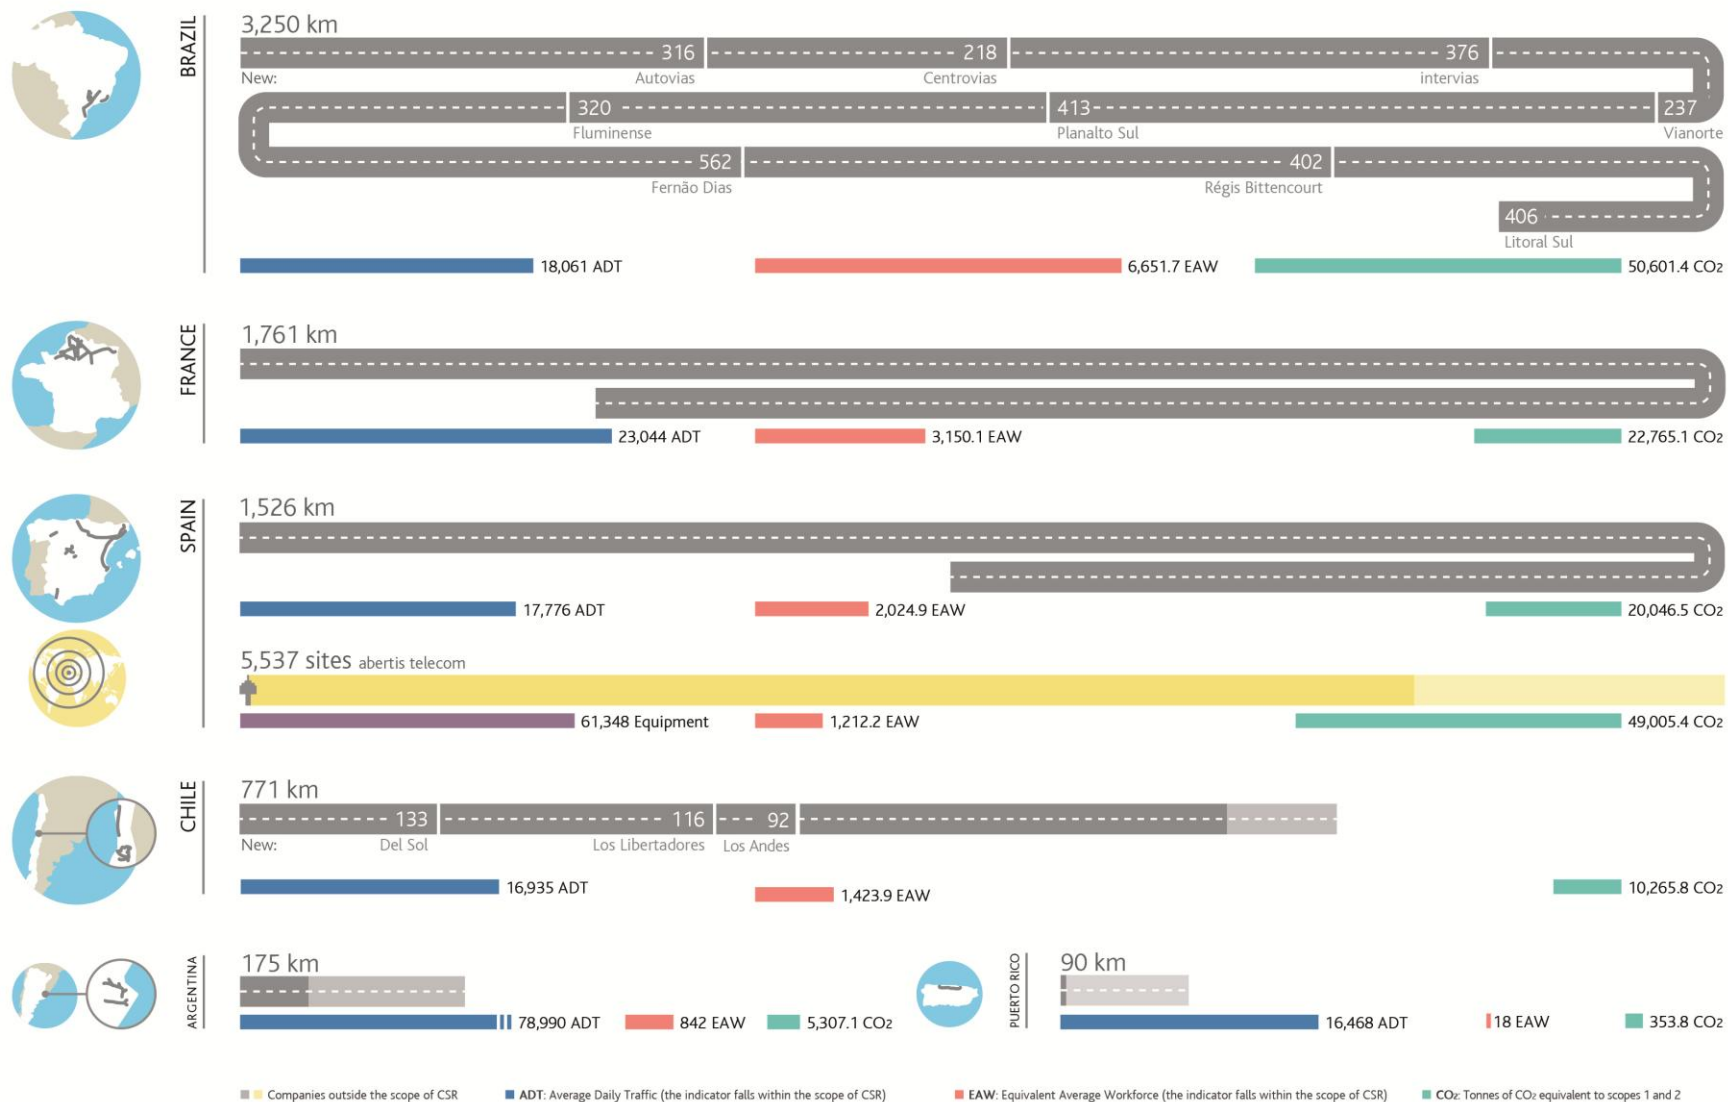 BRAZIL
3,250 km
316
218
376
New:
Autovias
Centrovias
intervias
320
413
237
Fluminense
Planalto Sul
Vianorte
562
402
Fernão Dias
Régis Bittencourt
406
Litoral Sul
18,061 ADT
6,651.7 EAW
50,601.4 CO₂
FRANCE
1,761 km
23,044 ADT
3,150.1 EAW
22,765.1 CO₂
SPAIN
1,526 km
17,776 ADT
2,024.9 EAW
20,046.5 CO₂
5,537 sites abertis telecom
61,348 Equipment
1,212.2 EAW
49,005.4 CO₂
CHILE
771 km
133
116
92
New:
Del Sol
Los Libertadores
Los Andes
16,935 ADT
1,423.9 EAW
10,265.8 CO₂
ARGENTINA
175 km
78,990 ADT
842 EAW
5,307.1 CO₂
PUERTO RICO
90 km
16,468 ADT
18 EAW
353.8 CO₂
Companies outside the scope of CSR
ADT: Average Daily Traffic (the indicator falls within the scope of CSR)
EAW: Equivalent Average Workforce (the indicator falls within the scope of CSR)
CO₂: Tonnes of CO₂ equivalent to scopes 1 and 2